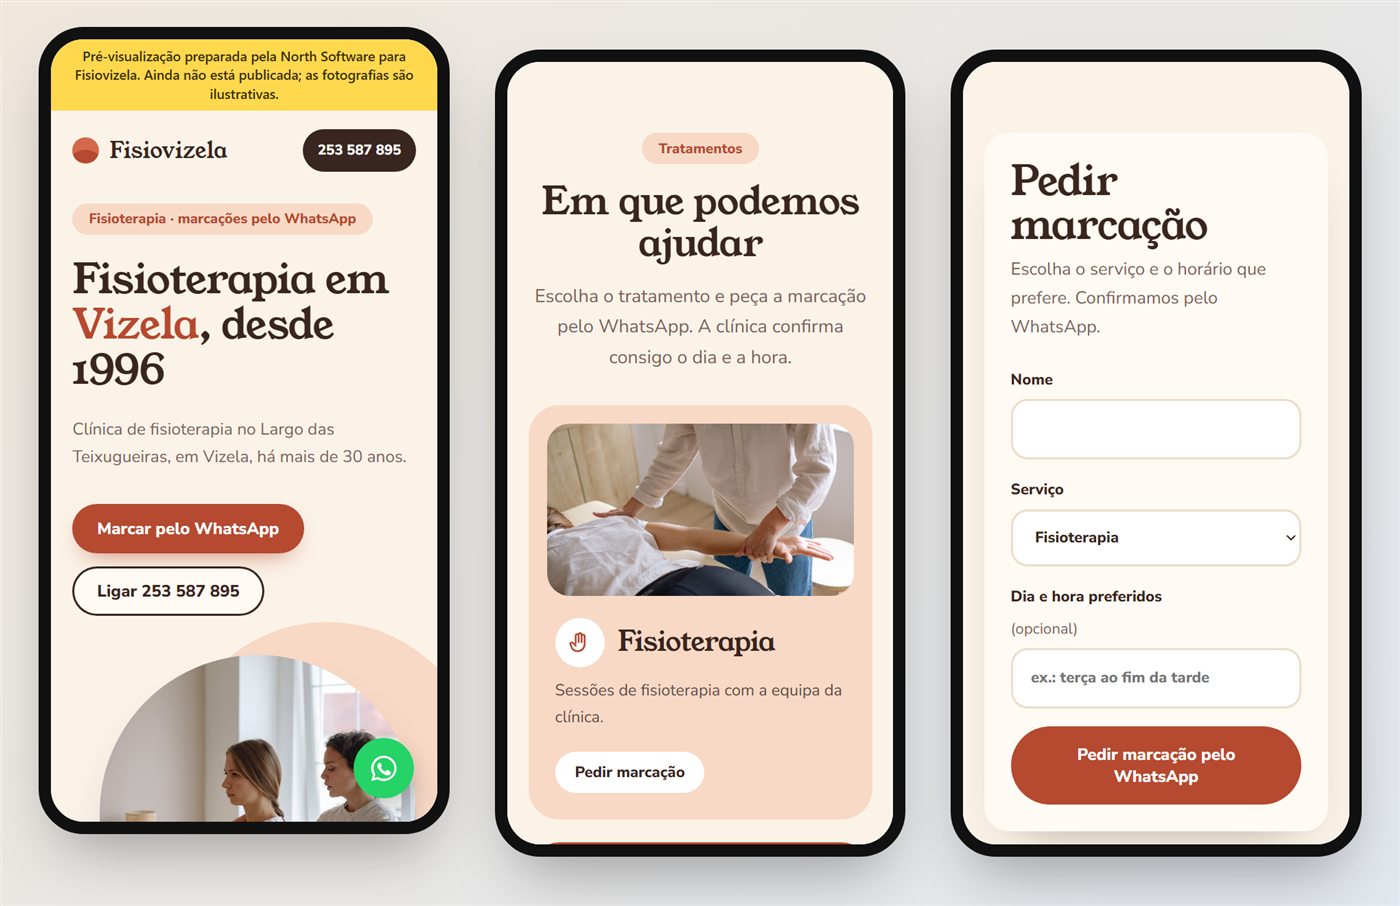 Pré-visualização preparada pela North Software para
Fisiovizela. Ainda não está publicada; as fotografias são
ilustrativas.
Fisiovizela
253 587 895
Fisioterapia · marcações pelo WhatsApp
Fisioterapia em
Vizela, desde
1996
Clínica de fisioterapia no Largo das
Teixugueiras, em Vizela, há mais de 30 anos.
Marcar pelo WhatsApp
Ligar 253 587 895
Tratamentos
Em que podemos
ajudar
Escolha o tratamento e peça a marcação
pelo WhatsApp. A clínica confirma
consigo o dia e a hora.
Fisioterapia
Sessões de fisioterapia com a equipa da
clínica.
Pedir marcação
Pedir
marcação
Escolha o serviço e o horário que
prefere. Confirmamos pelo
WhatsApp.
Nome
Serviço
Fisioterapia
Dia e hora preferidos
(opcional)
ex.: terça ao fim da tarde
Pedir marcação pelo
WhatsApp